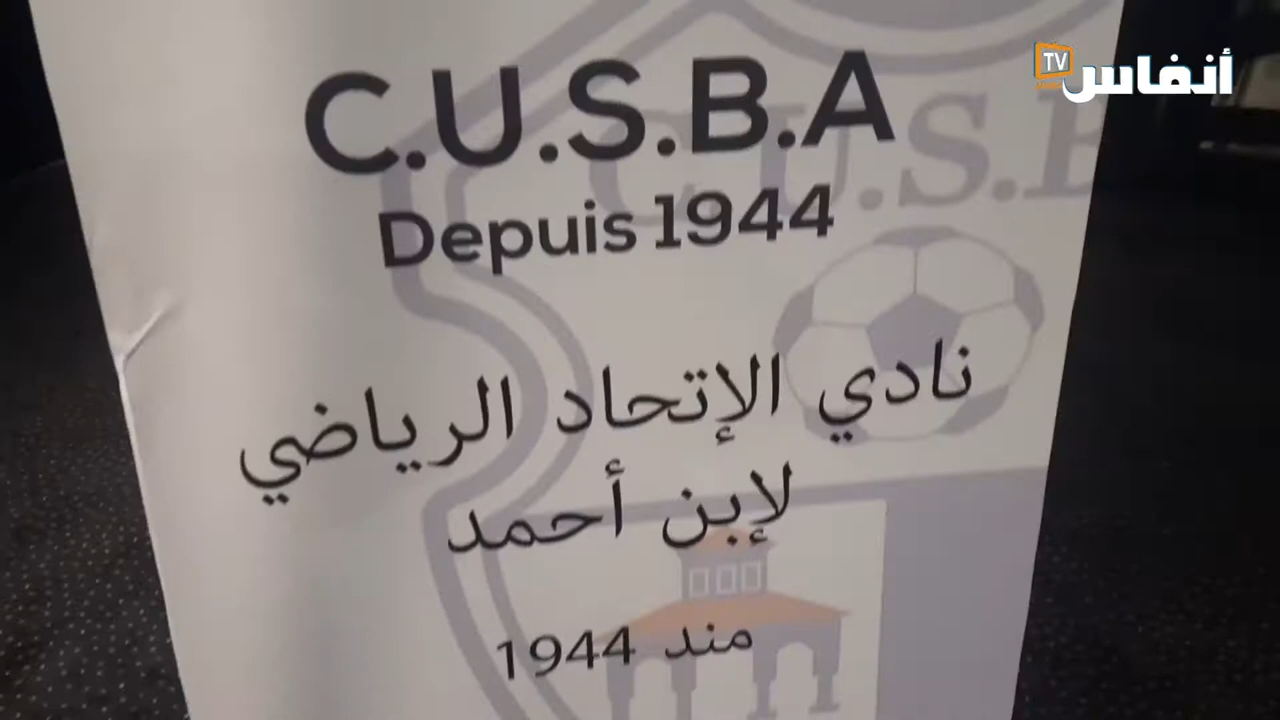 C.U.S.B.A
Depuis 1944
نادي الإتحاد الرياضي
لإبن أحمد
مند 1944
C.U.S.B
أنفاس TV